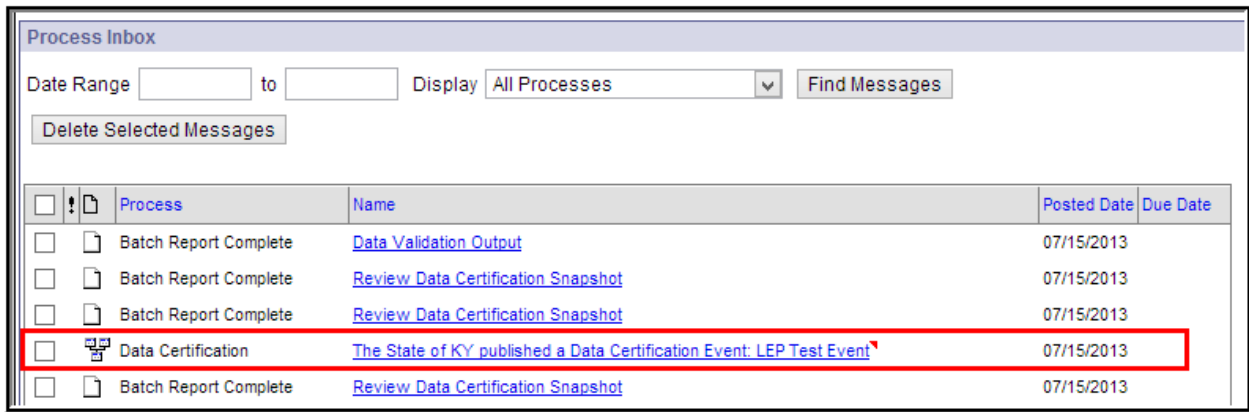 Process Inbox
Date Range to Display All Processes Find Messages
Delete Selected Messages
! Process Name Posted Date Due Date
Batch Report Complete Data Validation Output 07/15/2013
Batch Report Complete Review Data Certification Snapshot 07/15/2013
Batch Report Complete Review Data Certification Snapshot 07/15/2013
Data Certification The State of KY published a Data Certification Event: LEP Test Event 07/15/2013
Batch Report Complete Review Data Certification Snapshot 07/15/2013